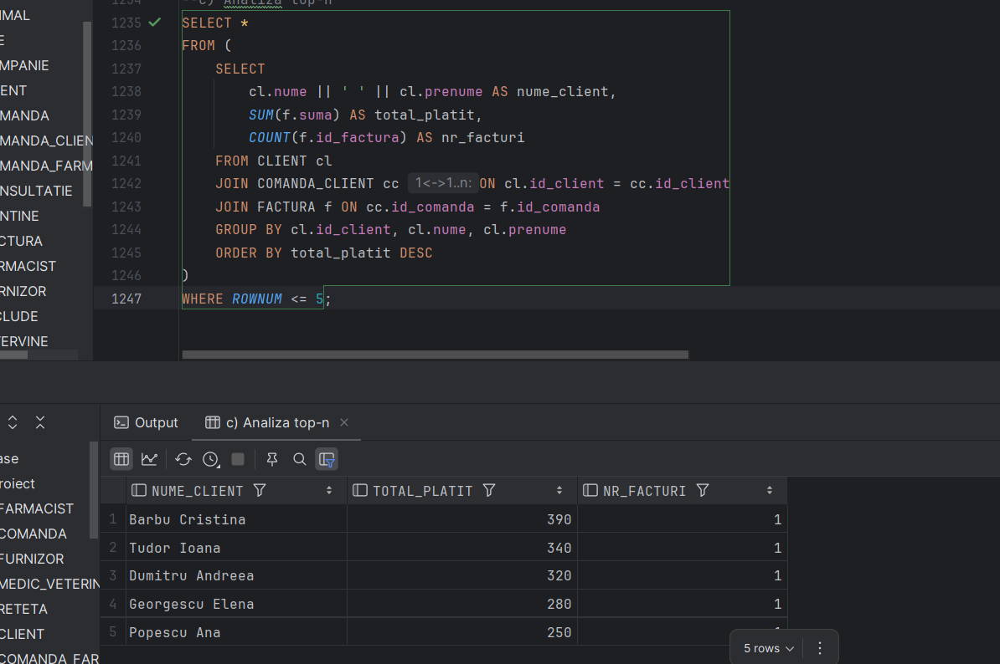 IMAL
E
MPANIE
ENT
MANDA
MANDA_CLIEN
MANDA_FARM
NSULTATIE
NTINE
CTURA
RMACIST
RNIZOR
CLUDE
TERVINE
1234 c) Analiza top-n
1235 SELECT *
1236 FROM (
1237 SELECT
1238 cl.nume || ' ' || cl.prenume AS nume_client,
1239 SUM(f.suma) AS total_platit,
1240 COUNT(f.id_factura) AS nr_facturi
1241 FROM CLIENT cl
1242 JOIN COMANDA_CLIENT cc 1<->1..n: ON cl.id_client = cc.id_client
1243 JOIN FACTURA f ON cc.id_comanda = f.id_comanda
1244 GROUP BY cl.id_client, cl.nume, cl.prenume
1245 ORDER BY total_platit DESC
1246 )
1247 WHERE ROWNUM <= 5;
ase
roiect
FARMACIST
COMANDA
FURNIZOR
MEDIC_VETERIN
RETETA
CLIENT
COMANDA_FAR
Output c) Analiza top-n
NUME_CLIENT TOTAL_PLATIT NR_FACTURI
1 Barbu Cristina 390 1
2 Tudor Ioana 340 1
3 Dumitru Andreea 320 1
4 Georgescu Elena 280 1
5 Popescu Ana 250
5 rows